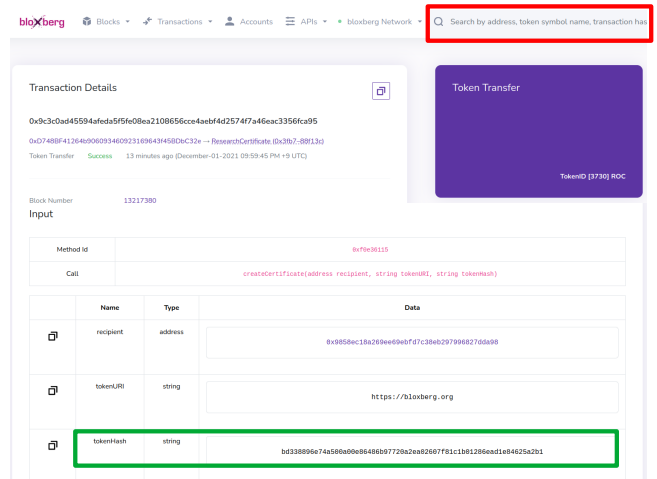 bloxberg Blocks Transactions Accounts APIs bloxberg Network Search by address, token symbol name, transaction has
Transaction Details
Token Transfer
0x9c3c0ad45594afeda5f5fe08ea2108656cce4aebf4d2574f7a46eac3356fca95
0xD748BF41264b906093460923169643f45BDbC32e → ResearchCertificate (0x3fb7–88f13c)
Token Transfer Success 13 minutes ago (December-01-2021 09:59:45 PM +9 UTC)
TokenID [3730] ROC
Block Number 13217380
Input
Method Id 0xf0e36115
Call createCertificate(address recipient, string tokenURI, string tokenHash)
Name Type Data
recipient address 0x9858ec18a269ee69ebfd7c38eb297996827dda98
tokenURI string https://bloxberg.org
tokenHash string bd338896e74a500a00e86486b97720a2ea02607f81c1b01286ead1e84625a2b1